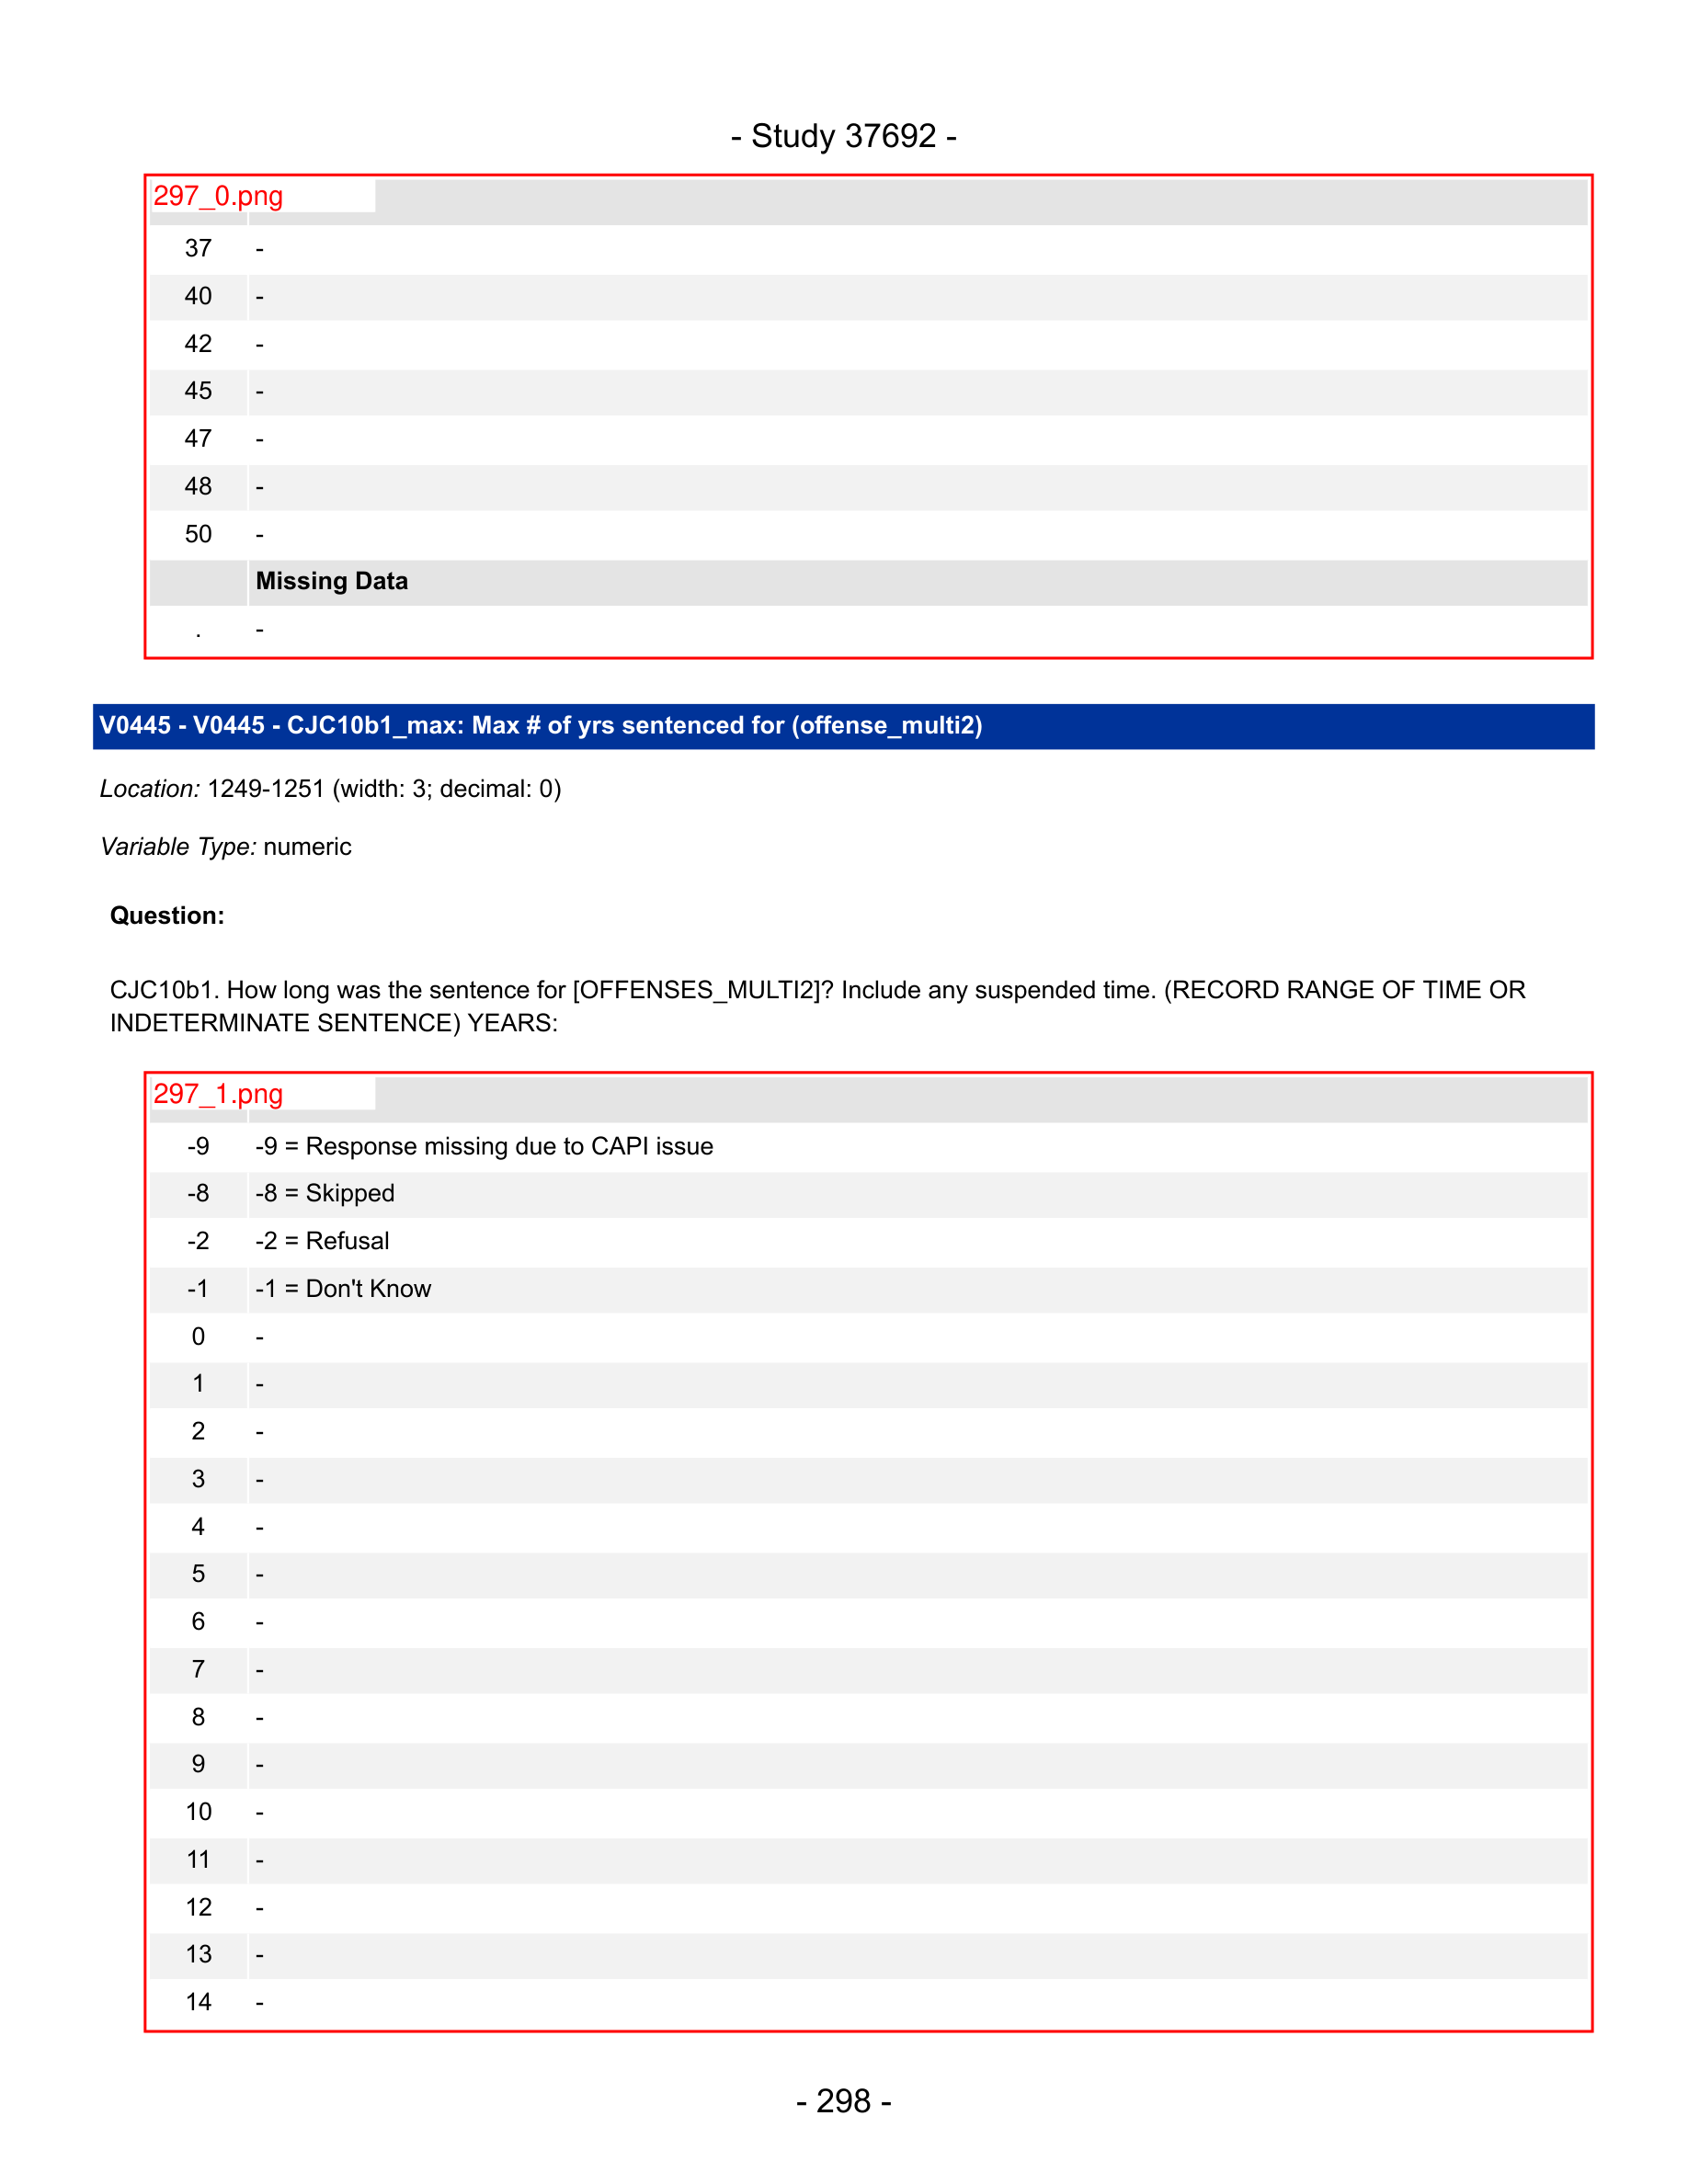 - Study 37692 -
297_0.png
37 -
40 -
42 -
45 -
47 -
48 -
50 -
Missing Data
. -
V0445 - V0445 - CJC10b1_max: Max # of yrs sentenced for (offense_multi2)
Location: 1249-1251 (width: 3; decimal: 0)
Variable Type: numeric
Question:
CJC10b1. How long was the sentence for [OFFENSES_MULTI2]? Include any suspended time. (RECORD RANGE OF TIME OR
INDETERMINATE SENTENCE) YEARS:
297_1.png
-9 -9 = Response missing due to CAPI issue
-8 -8 = Skipped
-2 -2 = Refusal
-1 -1 = Don't Know
0 -
1 -
2 -
3 -
4 -
5 -
6 -
7 -
8 -
9 -
10 -
11 -
12 -
13 -
14 -
- 298 -